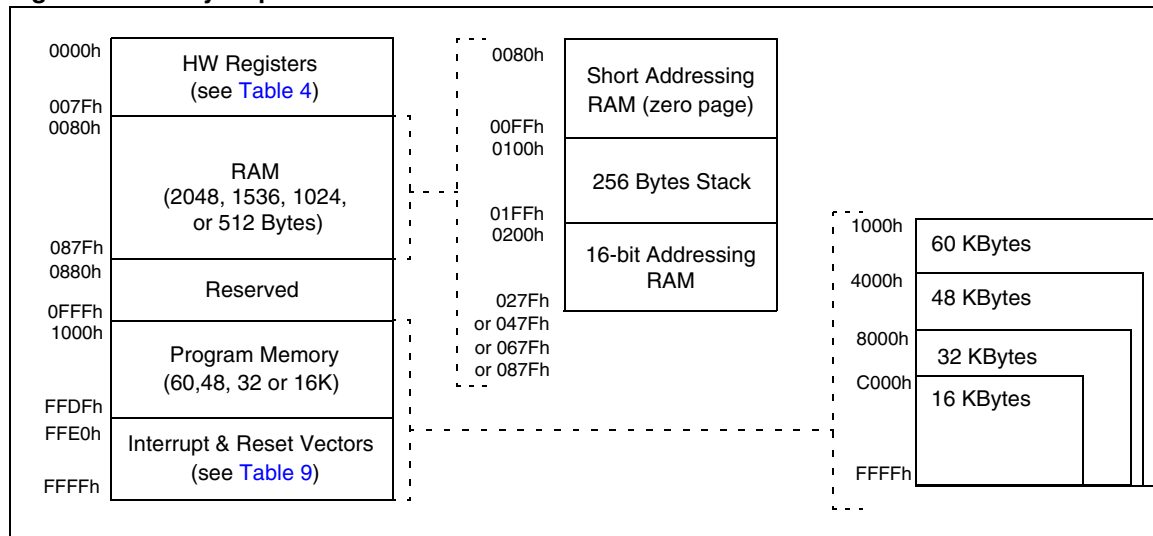 0000h
HW Registers
(see Table 4)
007Fh
0080h
RAM
(2048, 1536, 1024,
or 512 Bytes)
087Fh
0880h
Reserved
0FFFh
1000h
Program Memory
(60,48, 32 or 16K)
FFDFh
FFE0h
Interrupt & Reset Vectors
(see Table 9)
FFFFh
0080h
Short Addressing
RAM (zero page)
00FFh
0100h
256 Bytes Stack
01FFh
0200h
16-bit Addressing
RAM
027Fh
or 047Fh
or 067Fh
or 087Fh
1000h
60 KBytes
4000h
48 KBytes
8000h
32 KBytes
C000h
16 KBytes
FFFFh